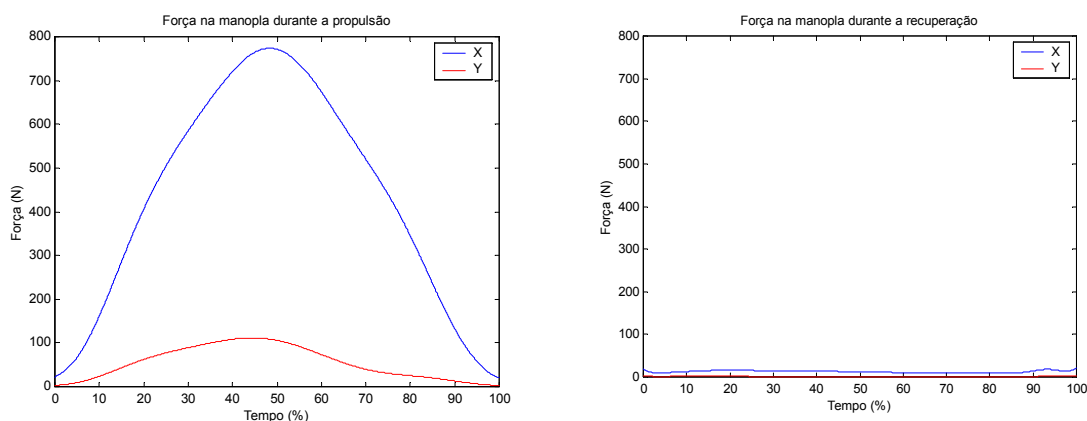 Força na manopla durante a propulsão
800
700
600
500
400
300
200
100
0
Força (N)
0 10 20 30 40 50 60 70 80 90 100
Tempo (%)
X
Y
Força na manopla durante a recuperação
800
700
600
500
400
300
200
100
0
Força (N)
0 10 20 30 40 50 60 70 80 90 100
Tempo (%)
X
Y